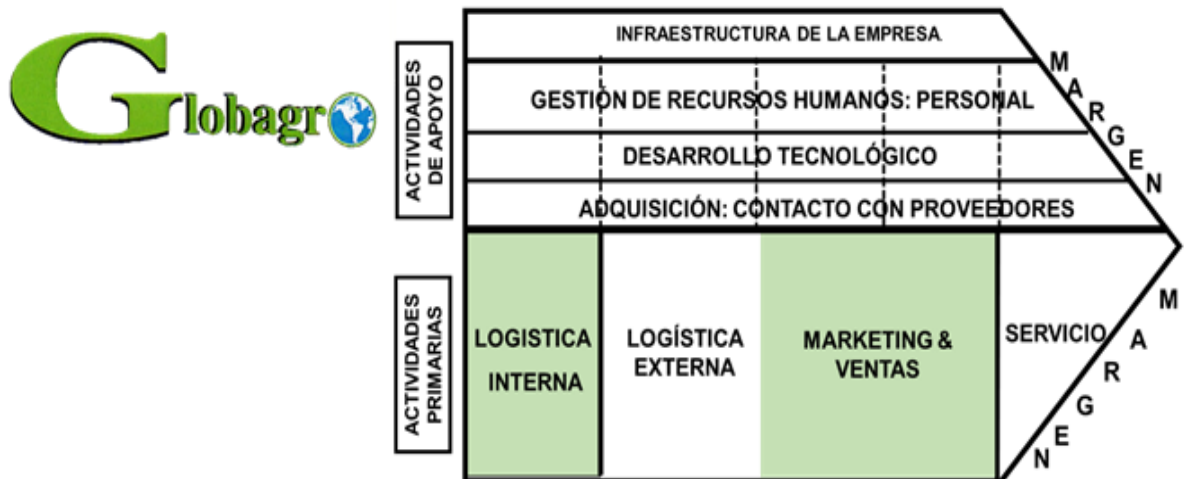 Globagro
ACTIVIDADES
DE APOYO
INFRAESTRUCTURA DE LA EMPRESA
GESTIÓN DE RECURSOS HUMANOS: PERSONAL
DESARROLLO TECNOLÓGICO
ADQUISICIÓN: CONTACTO CON PROVEEDORES
MARGEN
ACTIVIDADES
PRIMARIAS
LOGISTICA
INTERNA
LOGÍSTICA
EXTERNA
MARKETING &
VENTAS
SERVICIO
MARGEN